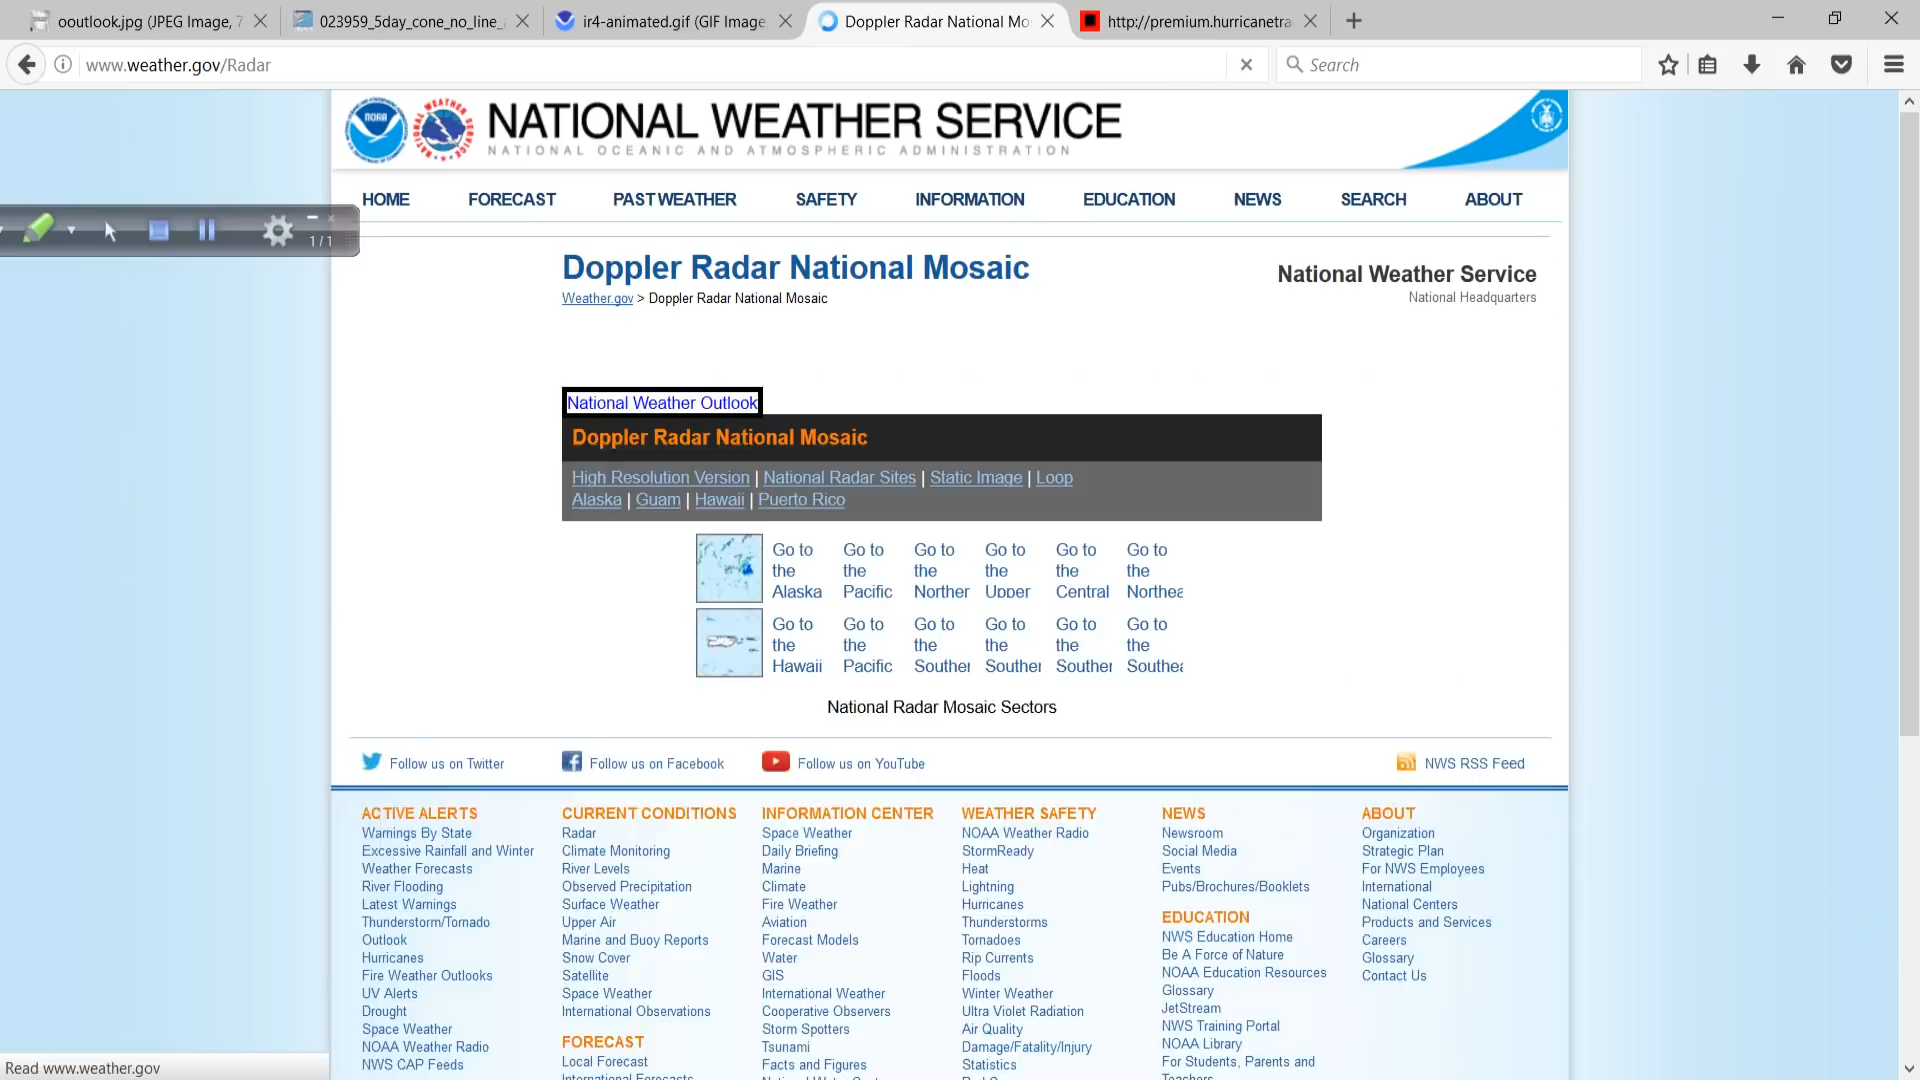 ooutlook.jpg (JPEG Image, 7
023959_5day_cone_no_line_
ir4-animated.gif (GIF Image,
Doppler Radar National Mo
http://premium.hurricanetra
www.weather.gov/Radar
Search
NATIONAL WEATHER SERVICE
NATIONAL OCEANIC AND ATMOSPHERIC ADMINISTRATION
HOME FORECAST PAST WEATHER SAFETY INFORMATION EDUCATION NEWS SEARCH ABOUT
1/1
Doppler Radar National Mosaic
Weather.gov > Doppler Radar National Mosaic
National Weather Service
National Headquarters
National Weather Outlook
Doppler Radar National Mosaic
High Resolution Version | National Radar Sites | Static Image | Loop
Alaska | Guam | Hawaii | Puerto Rico
Go to Go to Go to Go to Go to Go to
the the the the the the
Alaska Pacific Norther Upper Central Northea
Go to Go to Go to Go to Go to Go to
the the the the the the
Hawaii Pacific Souther Souther Souther Southea
National Radar Mosaic Sectors
Follow us on Twitter
Follow us on Facebook
Follow us on YouTube
NWS RSS Feed
ACTIVE ALERTS
Warnings By State
Excessive Rainfall and Winter
Weather Forecasts
River Flooding
Latest Warnings
Thunderstorm/Tornado
Outlook
Hurricanes
Fire Weather Outlooks
UV Alerts
Drought
Space Weather
NOAA Weather Radio
NWS CAP Feeds
CURRENT CONDITIONS
Radar
Climate Monitoring
River Levels
Observed Precipitation
Surface Weather
Upper Air
Marine and Buoy Reports
Snow Cover
Satellite
Space Weather
International Observations
FORECAST
Local Forecast
International Forecasts
INFORMATION CENTER
Space Weather
Daily Briefing
Marine
Climate
Fire Weather
Aviation
Forecast Models
Water
GIS
International Weather
Cooperative Observers
Storm Spotters
Tsunami
Facts and Figures
WEATHER SAFETY
NOAA Weather Radio
StormReady
Heat
Lightning
Hurricanes
Thunderstorms
Tornadoes
Rip Currents
Floods
Winter Weather
Ultra Violet Radiation
Air Quality
Damage/Fatality/Injury
Statistics
NEWS
Newsroom
Social Media
Events
Pubs/Brochures/Booklets
EDUCATION
NWS Education Home
Be A Force of Nature
NOAA Education Resources
Glossary
JetStream
NWS Training Portal
NOAA Library
For Students, Parents and
Teachers
ABOUT
Organization
Strategic Plan
For NWS Employees
International
National Centers
Products and Services
Careers
Glossary
Contact Us
Read www.weather.gov